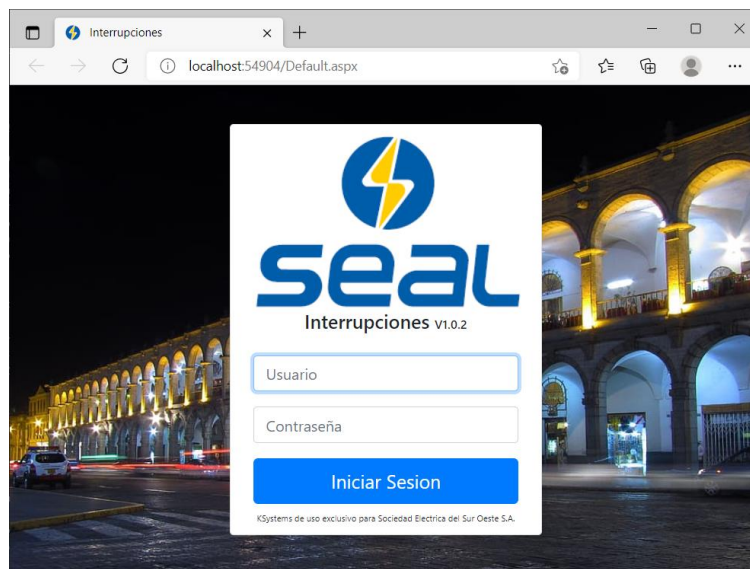 Interrupciones
localhost:54904/Default.aspx
seal
Interrupciones V1.0.2
Usuario
Contraseña
Iniciar Sesion
KSystems de uso exclusivo para Sociedad Electrica del Sur Oeste S.A.